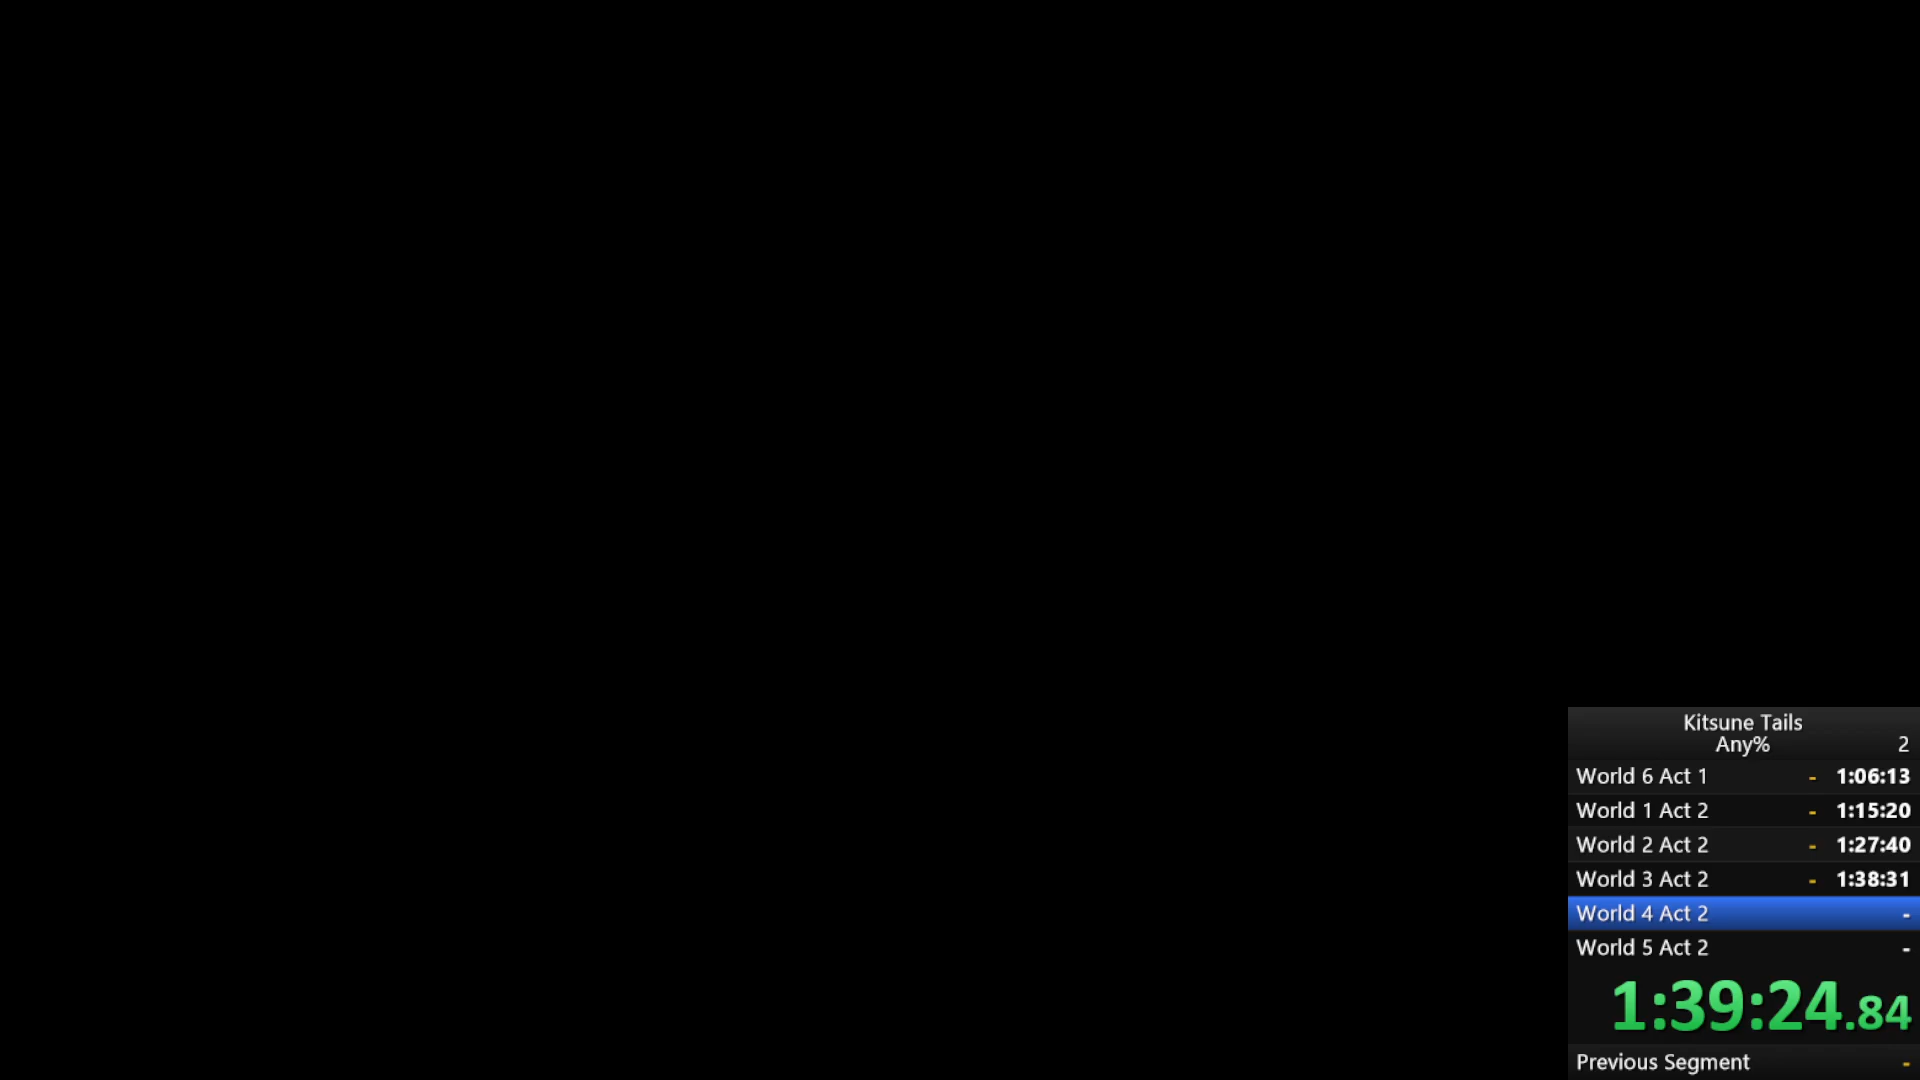 Kitsune Tails
Any% 2
World 6 Act 1 - 1:06:13
World 1 Act 2 - 1:15:20
World 2 Act 2 - 1:27:40
World 3 Act 2 - 1:38:31
World 4 Act 2 -
World 5 Act 2 -
1:39:24.84
Previous Segment -